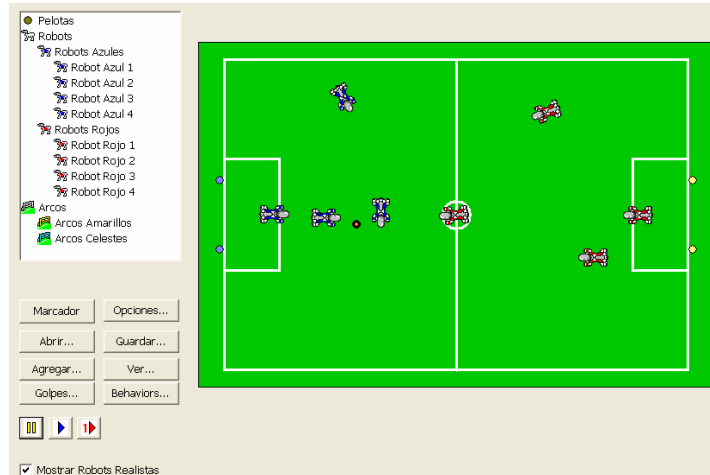 Pelotas
Robots
Robots Azules
Robot Azul 1
Robot Azul 2
Robot Azul 3
Robot Azul 4
Robots Rojos
Robot Rojo 1
Robot Rojo 2
Robot Rojo 3
Robot Rojo 4
Arcos
Arcos Amarillos
Arcos Celestes
Marcador Opciones...
Abrir... Guardar...
Agregar... Ver...
Golpes... Behaviors...
1
Mostrar Robots Realistas